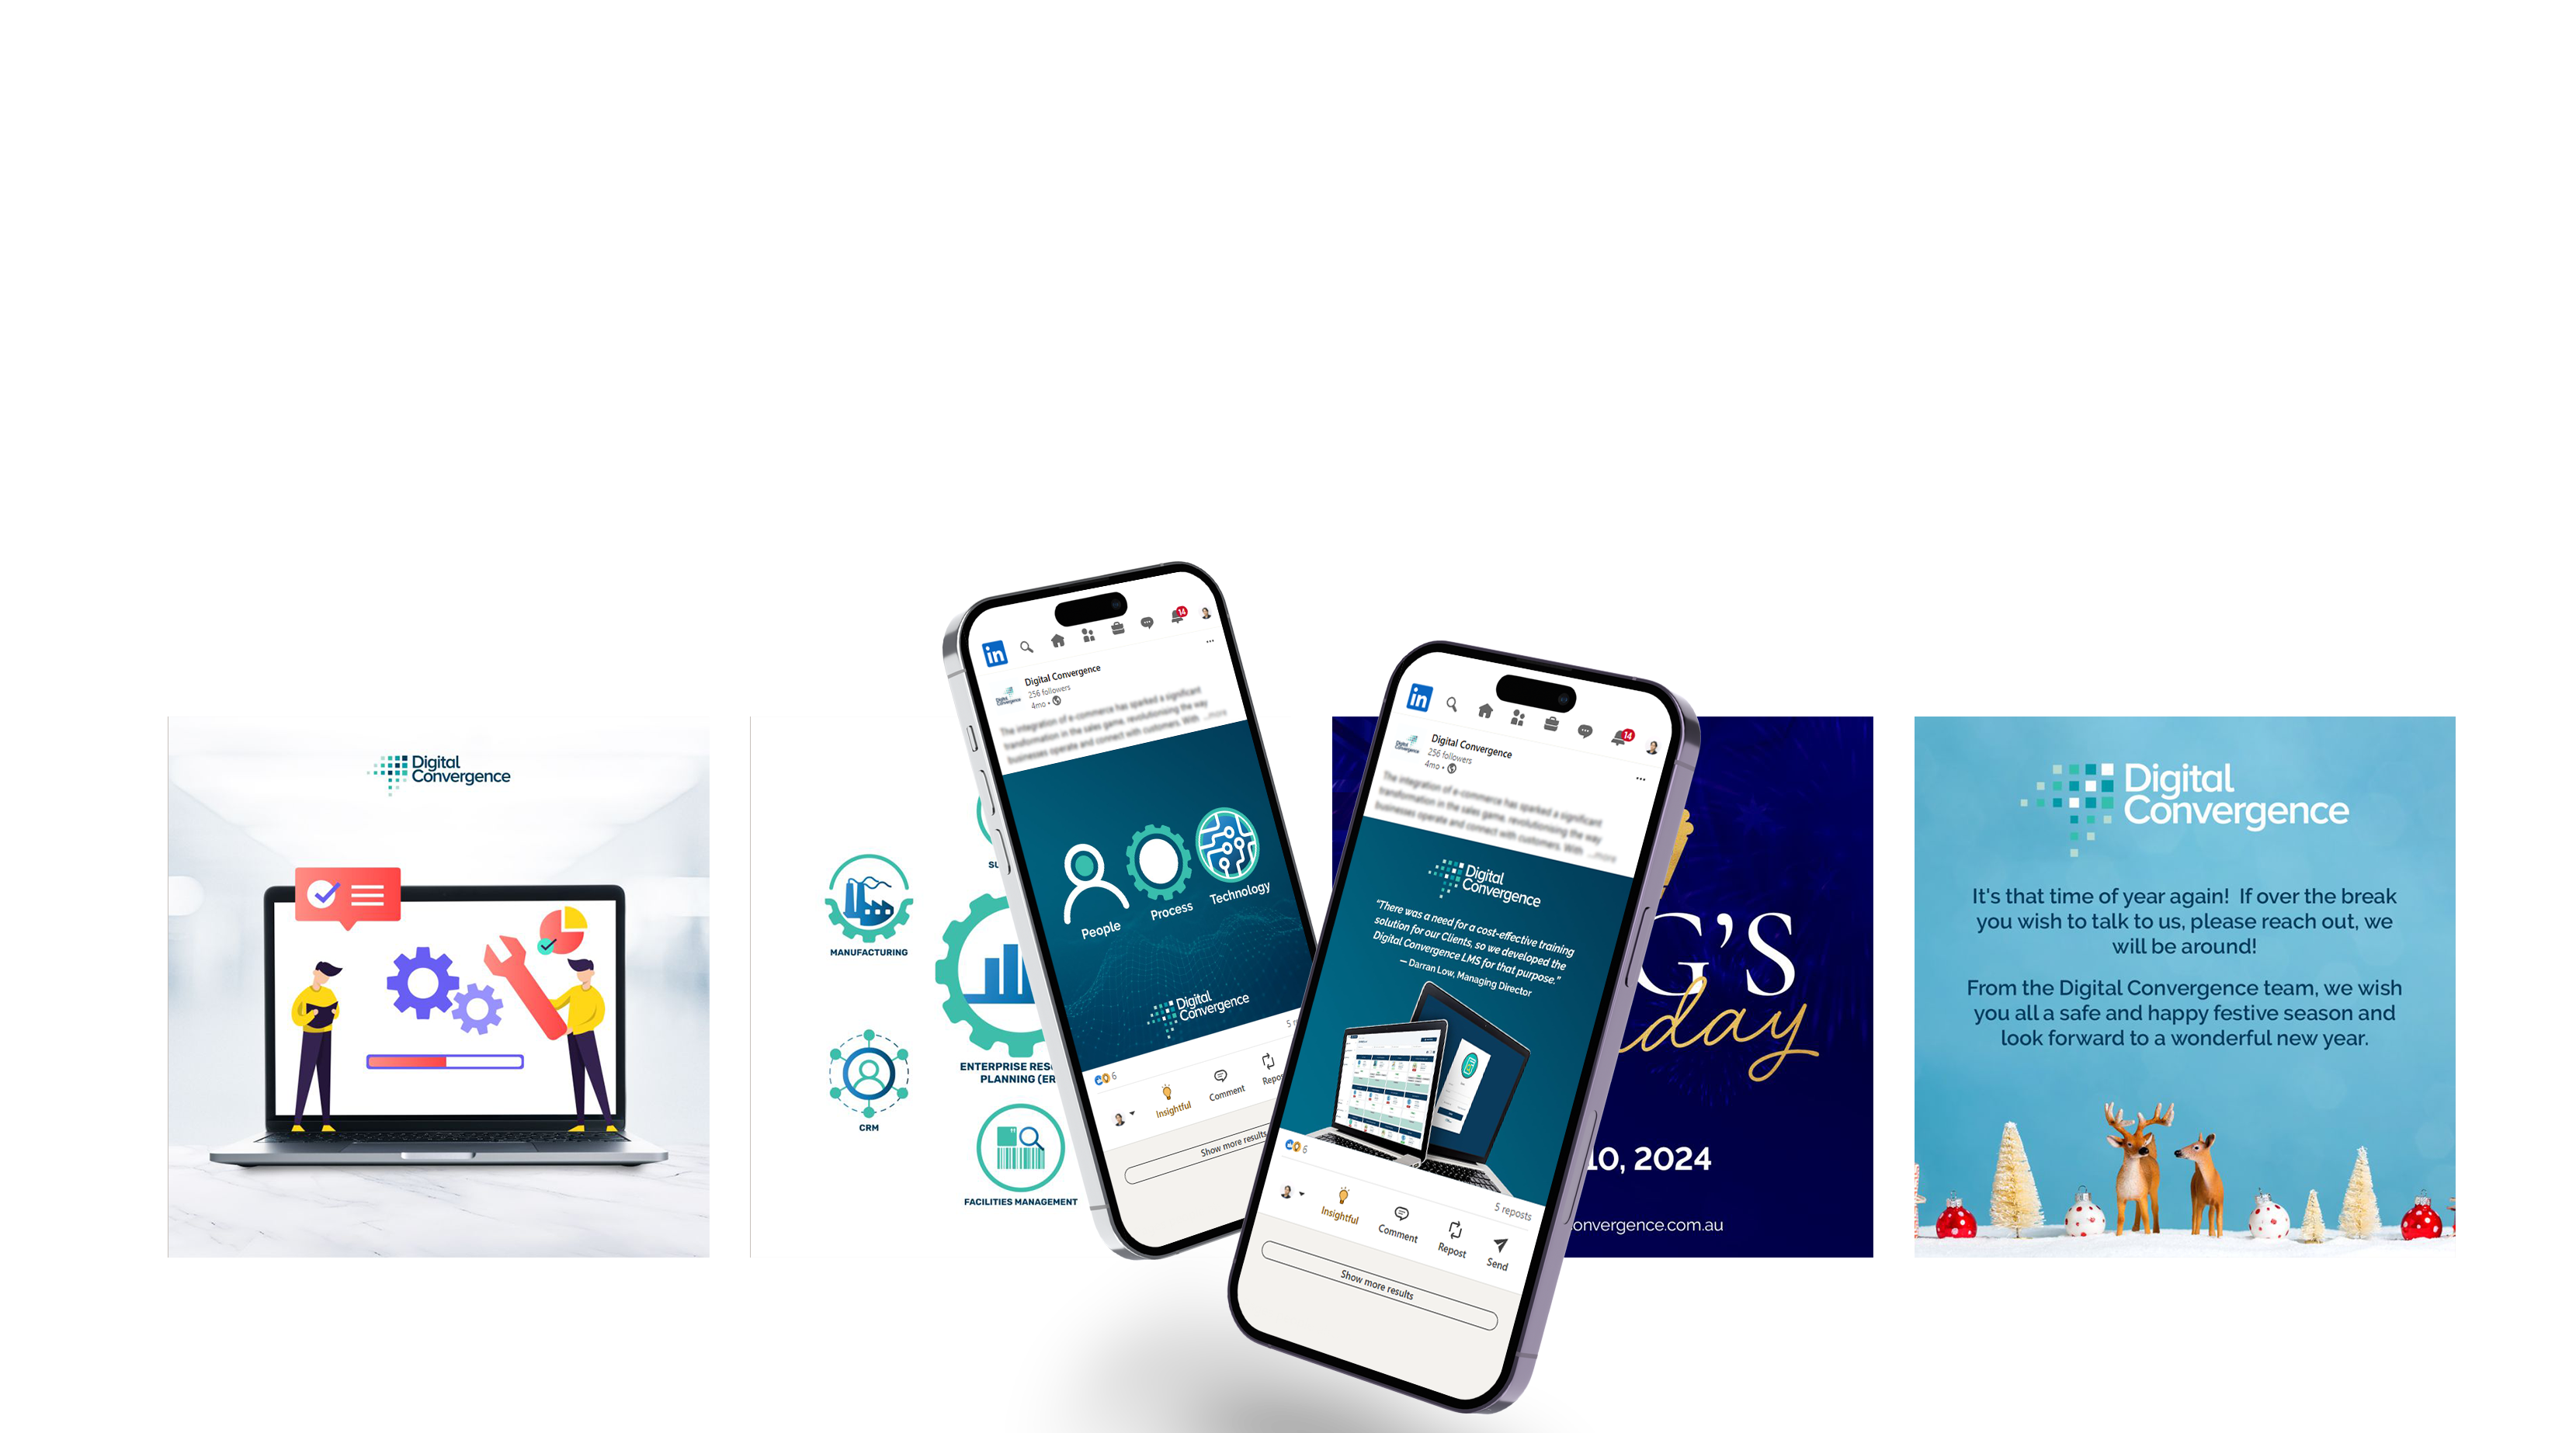 Digital
Convergence
SU
MANUFACTURING
CRM
ENTERPRISE RES
PLANNING (ER
FACILITIES MANAGEMENT
in
14
Digital Convergence
256 followers
4mo •
The integration of e-commerce has sparked a significant
transformation in the sales game, revolutionising the way
businesses operate and connect with customers. With ...more
People
Process
Technology
Digital
Convergence
5 r
6
Insightful
Comment
Repos
Show more results
in
14
Digital Convergence
256 followers
4mo •
The integration of e-commerce has sparked a significant
transformation in the sales game, revolutionising the way
businesses operate and connect with customers. With ...more
Digital
Convergence
“There was a need for a cost-effective training
solution for our Clients, so we developed the
Digital Convergence LMS for that purpose.”
— Darran Low, Managing Director
6
5 reposts
Insightful
Comment
Repost
Send
Show more results
G’S
day
10, 2024
onvergence.com.au
Digital
Convergence
It's that time of year again! If over the break
you wish to talk to us, please reach out, we
will be around!
From the Digital Convergence team, we wish
you all a safe and happy festive season and
look forward to a wonderful new year.